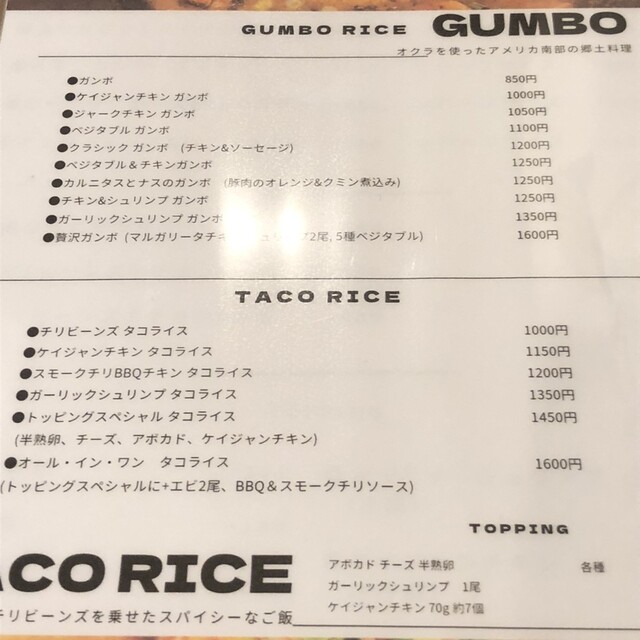 GUMBO RICE GUMBO
オクラを使ったアメリカ南部の郷土料理
●ガンボ 850円
●ケイジャンチキン ガンボ 1000円
●ジャークチキン ガンボ 1050円
●ベジタブル ガンボ 1100円
●クラシック ガンボ (チキン&ソーセージ) 1200円
●ベジタブル&チキンガンボ 1250円
●カルニタスとナスのガンボ (豚肉のオレンジ&クミン煮込み) 1250円
●チキン&シュリンプ ガンボ 1250円
●ガーリックシュリンプ ガンボ 1350円
●贅沢ガンボ (マルガリータチキン、シュリンプ2尾, 5種ベジタブル) 1600円
TACO RICE
●チリビーンズ タコライス 1000円
●ケイジャンチキン タコライス 1150円
●スモークチリBBQチキン タコライス 1200円
●ガーリックシュリンプ タコライス 1350円
●トッピングスペシャル タコライス 1450円
(半熟卵、チーズ、アボカド、ケイジャンチキン)
●オール・イン・ワン タコライス 1600円
(トッピングスペシャルに+エビ2尾、BBQ&スモークチリソース)
TOPPING
アボカド チーズ 半熟卵 各種
ガーリックシュリンプ 1尾
ケイジャンチキン 70g 約7個
ACO RICE
チリビーンズを乗せたスパイシーなご飯